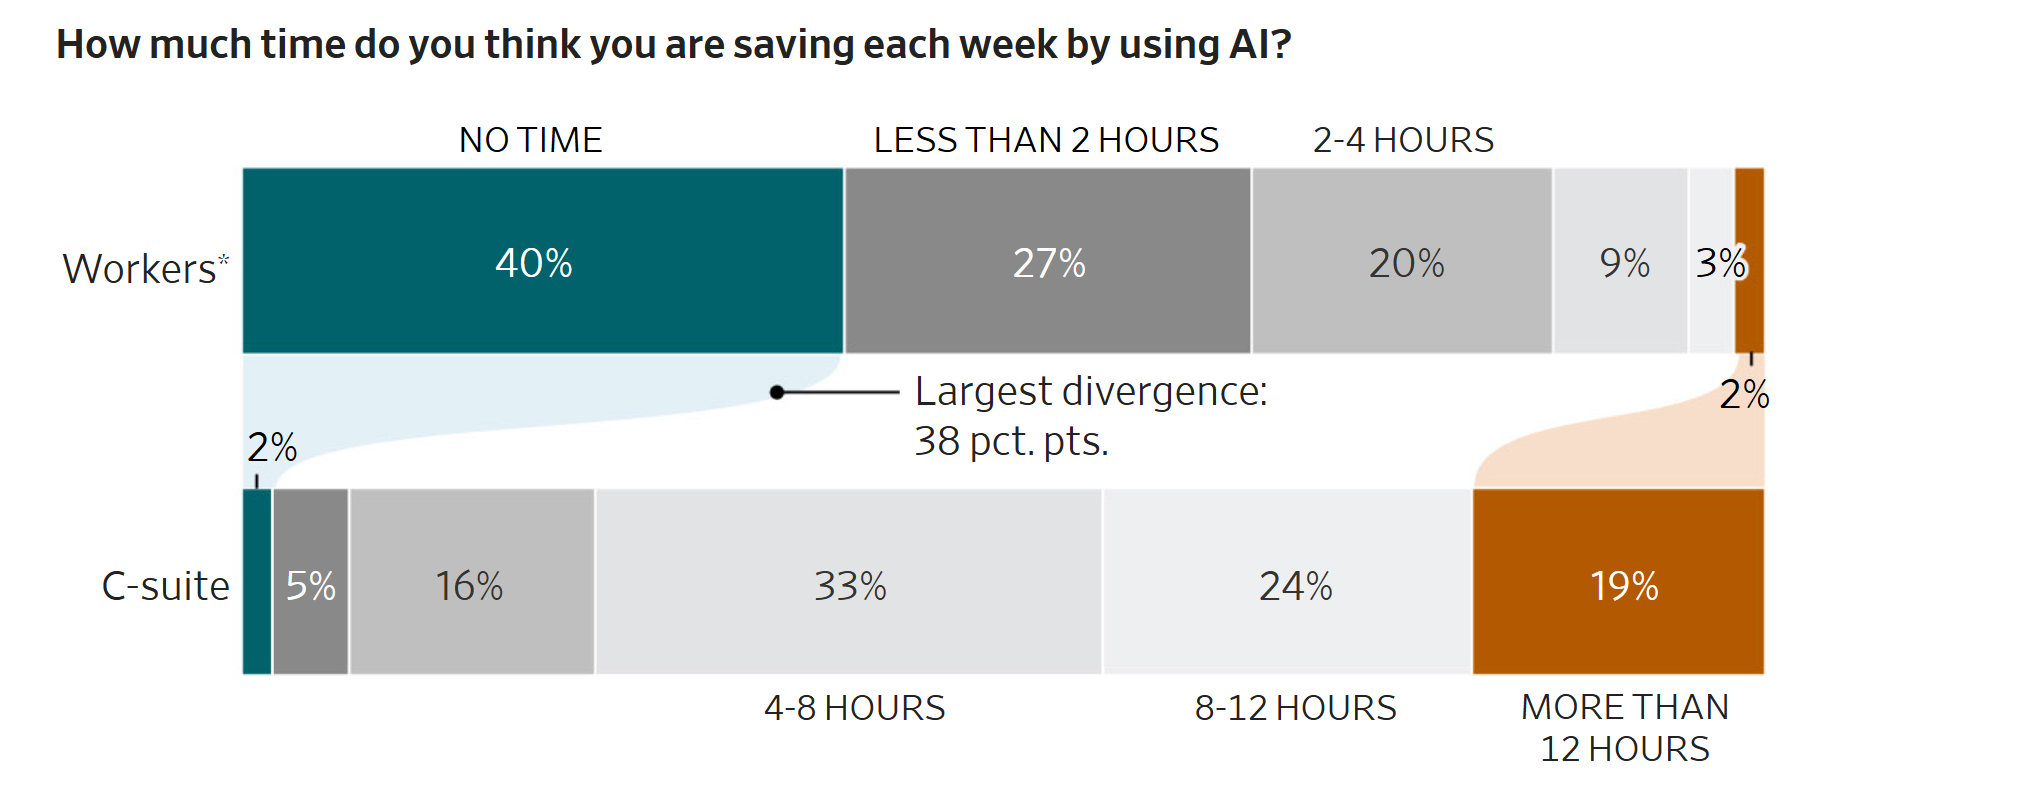 How much time do you think you are saving each week by using AI?
NO TIME
LESS THAN 2 HOURS
2-4 HOURS
Workers*
40%
27%
20%
9%
3%
2%
Largest divergence:
38 pct. pts.
2%
C-suite
5%
16%
33%
24%
19%
4-8 HOURS
8-12 HOURS
MORE THAN
12 HOURS